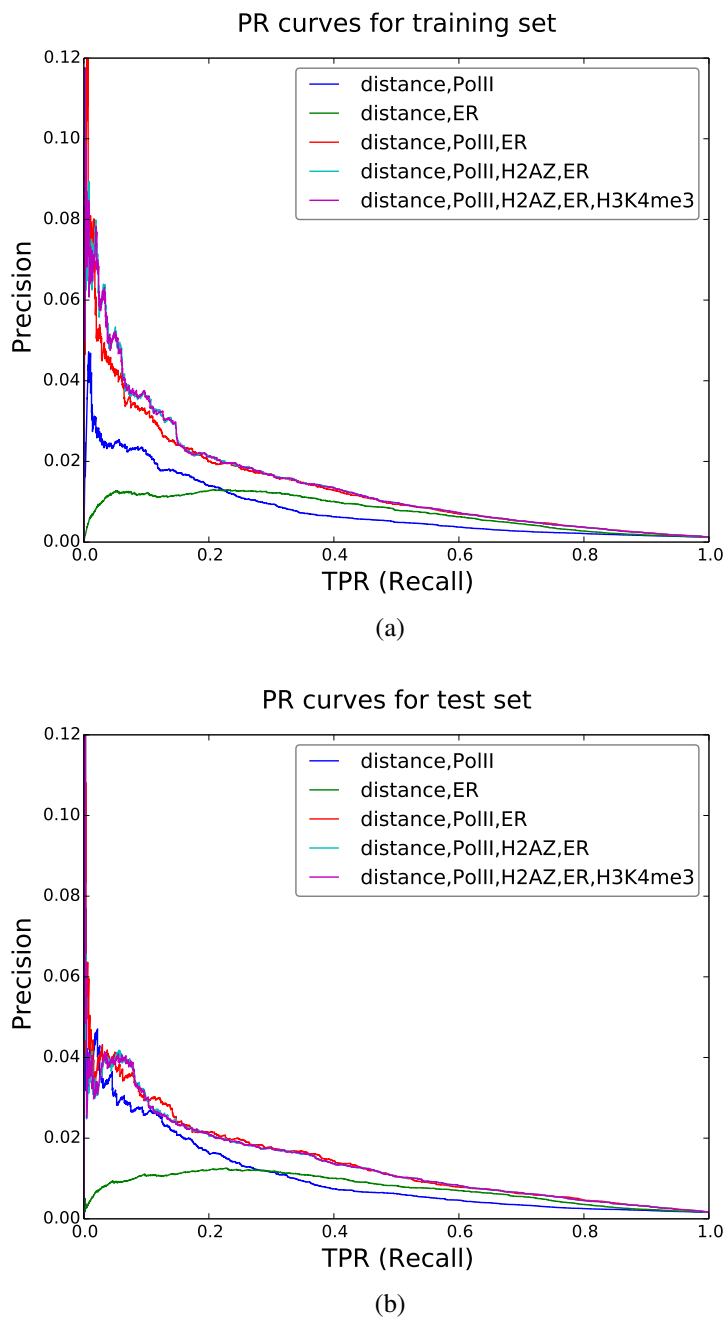 PR curves for training set
0.12
0.10
0.08
0.06
0.04
0.02
0.00
Precision
distance,PolII
distance,ER
distance,PolII,ER
distance,PolII,H2AZ,ER
distance,PolII,H2AZ,ER,H3K4me3
0.0 0.2 0.4 0.6 0.8 1.0
TPR (Recall)
(a)
PR curves for test set
0.12
0.10
0.08
0.06
0.04
0.02
0.00
Precision
distance,PolII
distance,ER
distance,PolII,ER
distance,PolII,H2AZ,ER
distance,PolII,H2AZ,ER,H3K4me3
0.0 0.2 0.4 0.6 0.8 1.0
TPR (Recall)
(b)